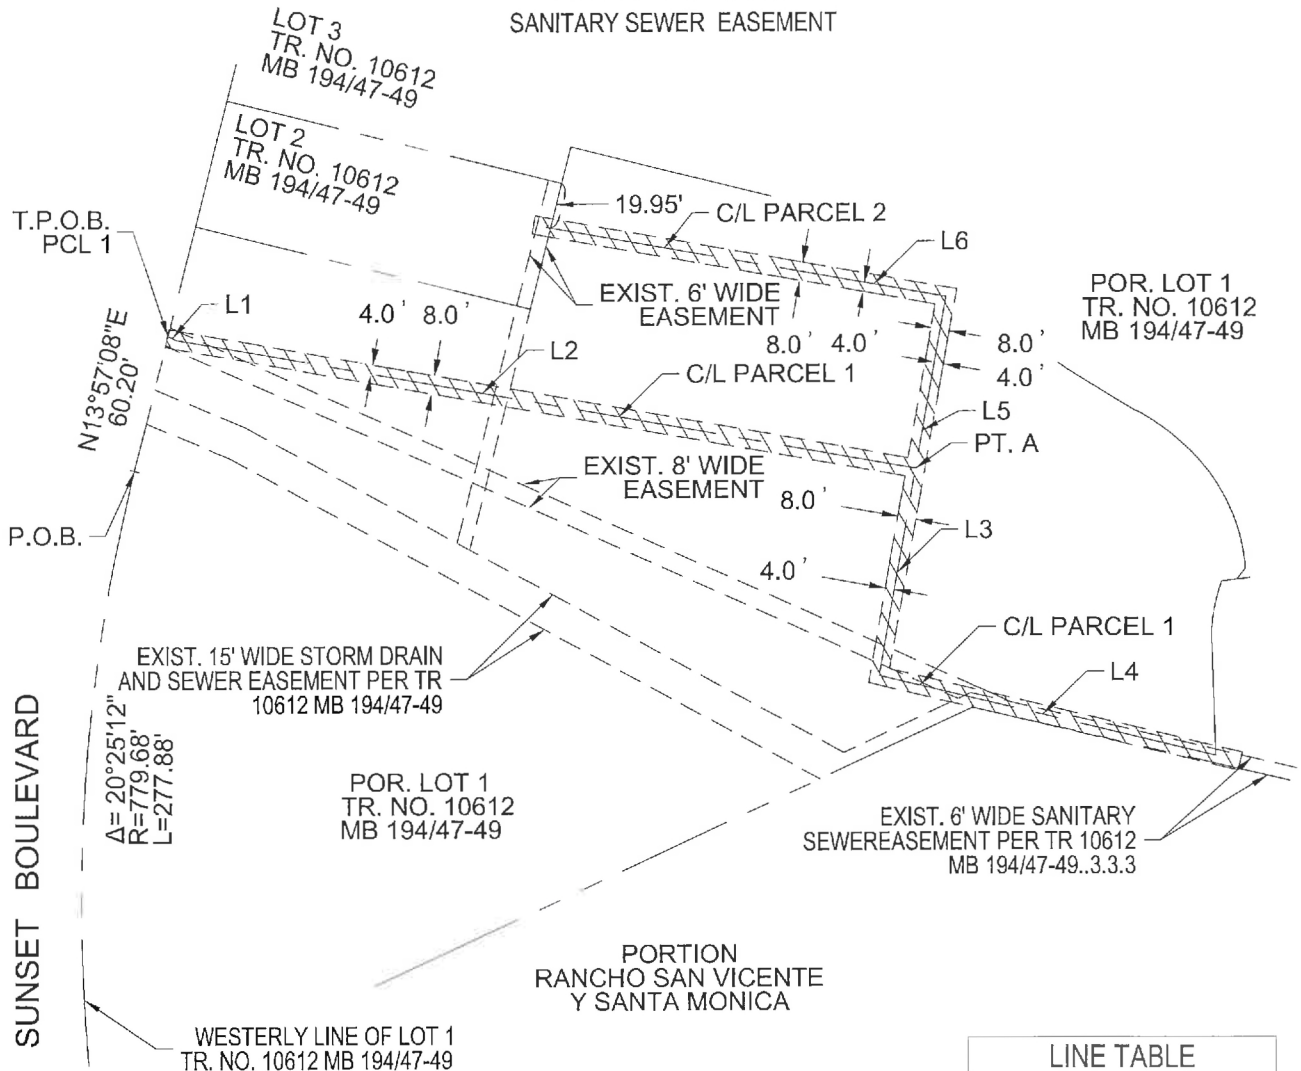 SANITARY SEWER EASEMENT
LOT 3
TR. NO. 10612
MB 194/47-49
LOT 2
TR. NO. 10612
MB 194/47-49
T.P.O.B.
PCL 1
19.95'
C/L PARCEL 2
L6
L1
4.0'
8.0'
EXIST. 6' WIDE
EASEMENT
8.0'
4.0'
POR. LOT 1
TR. NO. 10612
MB 194/47-49
8.0'
4.0'
L2
C/L PARCEL 1
N13°57'08"E
60.20'
L5
PT. A
EXIST. 8' WIDE
EASEMENT
8.0'
P.O.B.
L3
4.0'
C/L PARCEL 1
L4
EXIST. 15' WIDE STORM DRAIN
AND SEWER EASEMENT PER TR
10612 MB 194/47-49
SUNSET BOULEVARD
Δ= 20°25'12"
R=779.68'
L=277.88'
POR. LOT 1
TR. NO. 10612
MB 194/47-49
EXIST. 6' WIDE SANITARY
SEWEREASEMENT PER TR 10612
MB 194/47-49..3.3.3
PORTION
RANCHO SAN VICENTE
Y SANTA MONICA
WESTERLY LINE OF LOT 1
TR. NO. 10612 MB 194/47-49
LINE TABLE